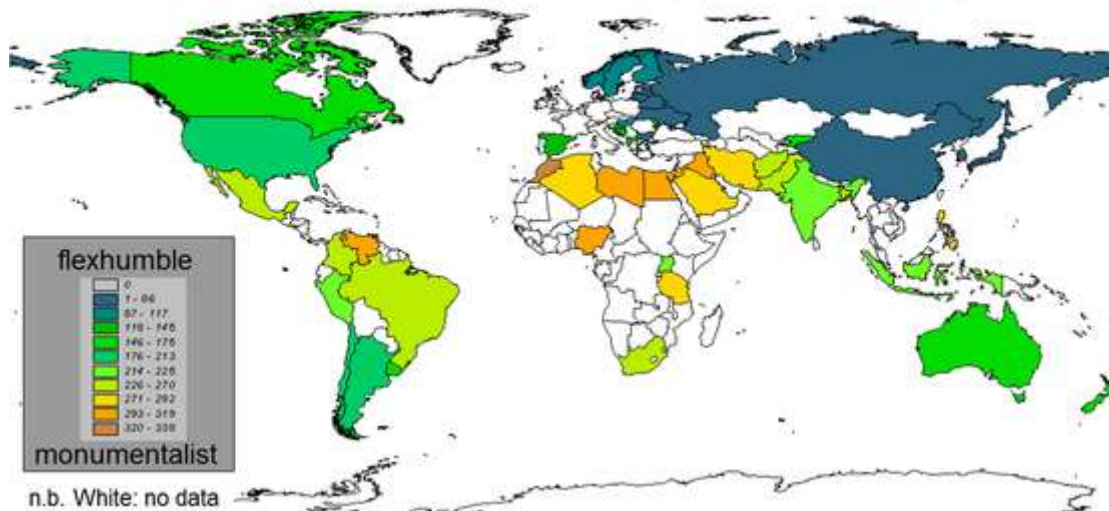 flexhumble
0
1 - 86
87 - 117
118 - 145
146 - 175
176 - 213
214 - 225
226 - 270
271 - 292
293 - 319
320 - 338
monumentalist
n.b. White: no data